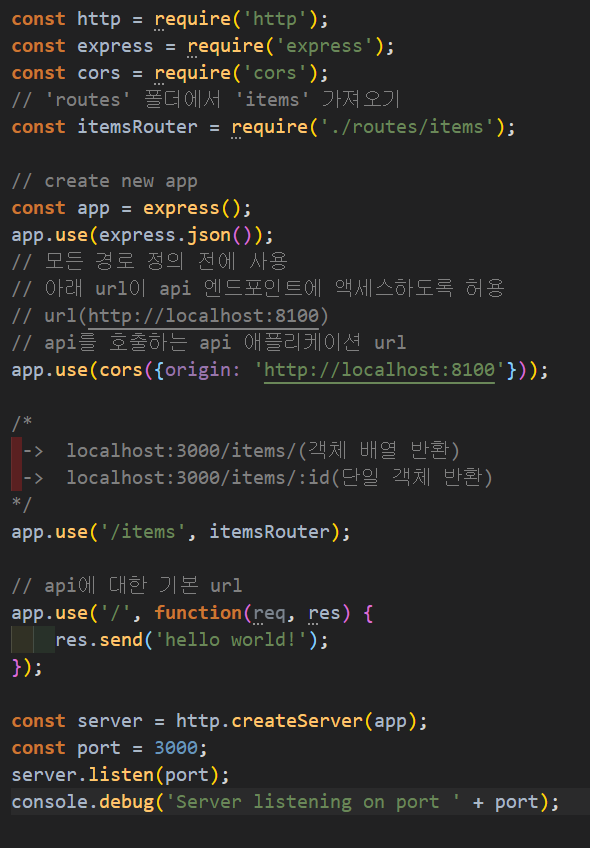 const http = require('http');
const express = require('express');
const cors = require('cors');
// 'routes' 폴더에서 'items' 가져오기
const itemsRouter = require('./routes/items');
// create new app
const app = express();
app.use(express.json());
// 모든 경로 정의 전에 사용
// 아래 url이 api 엔드포인트에 액세스하도록 허용
// url(http://localhost:8100)
// api를 호출하는 api 애플리케이션 url
app.use(cors({origin: 'http://localhost:8100'}));
/*
-> localhost:3000/items/(객체 배열 반환)
-> localhost:3000/items/:id(단일 객체 반환)
*/
app.use('/items', itemsRouter);
// api에 대한 기본 url
app.use('/', function(req, res) {
res.send('hello world!');
});
const server = http.createServer(app);
const port = 3000;
server.listen(port);
console.debug('Server listening on port ' + port);